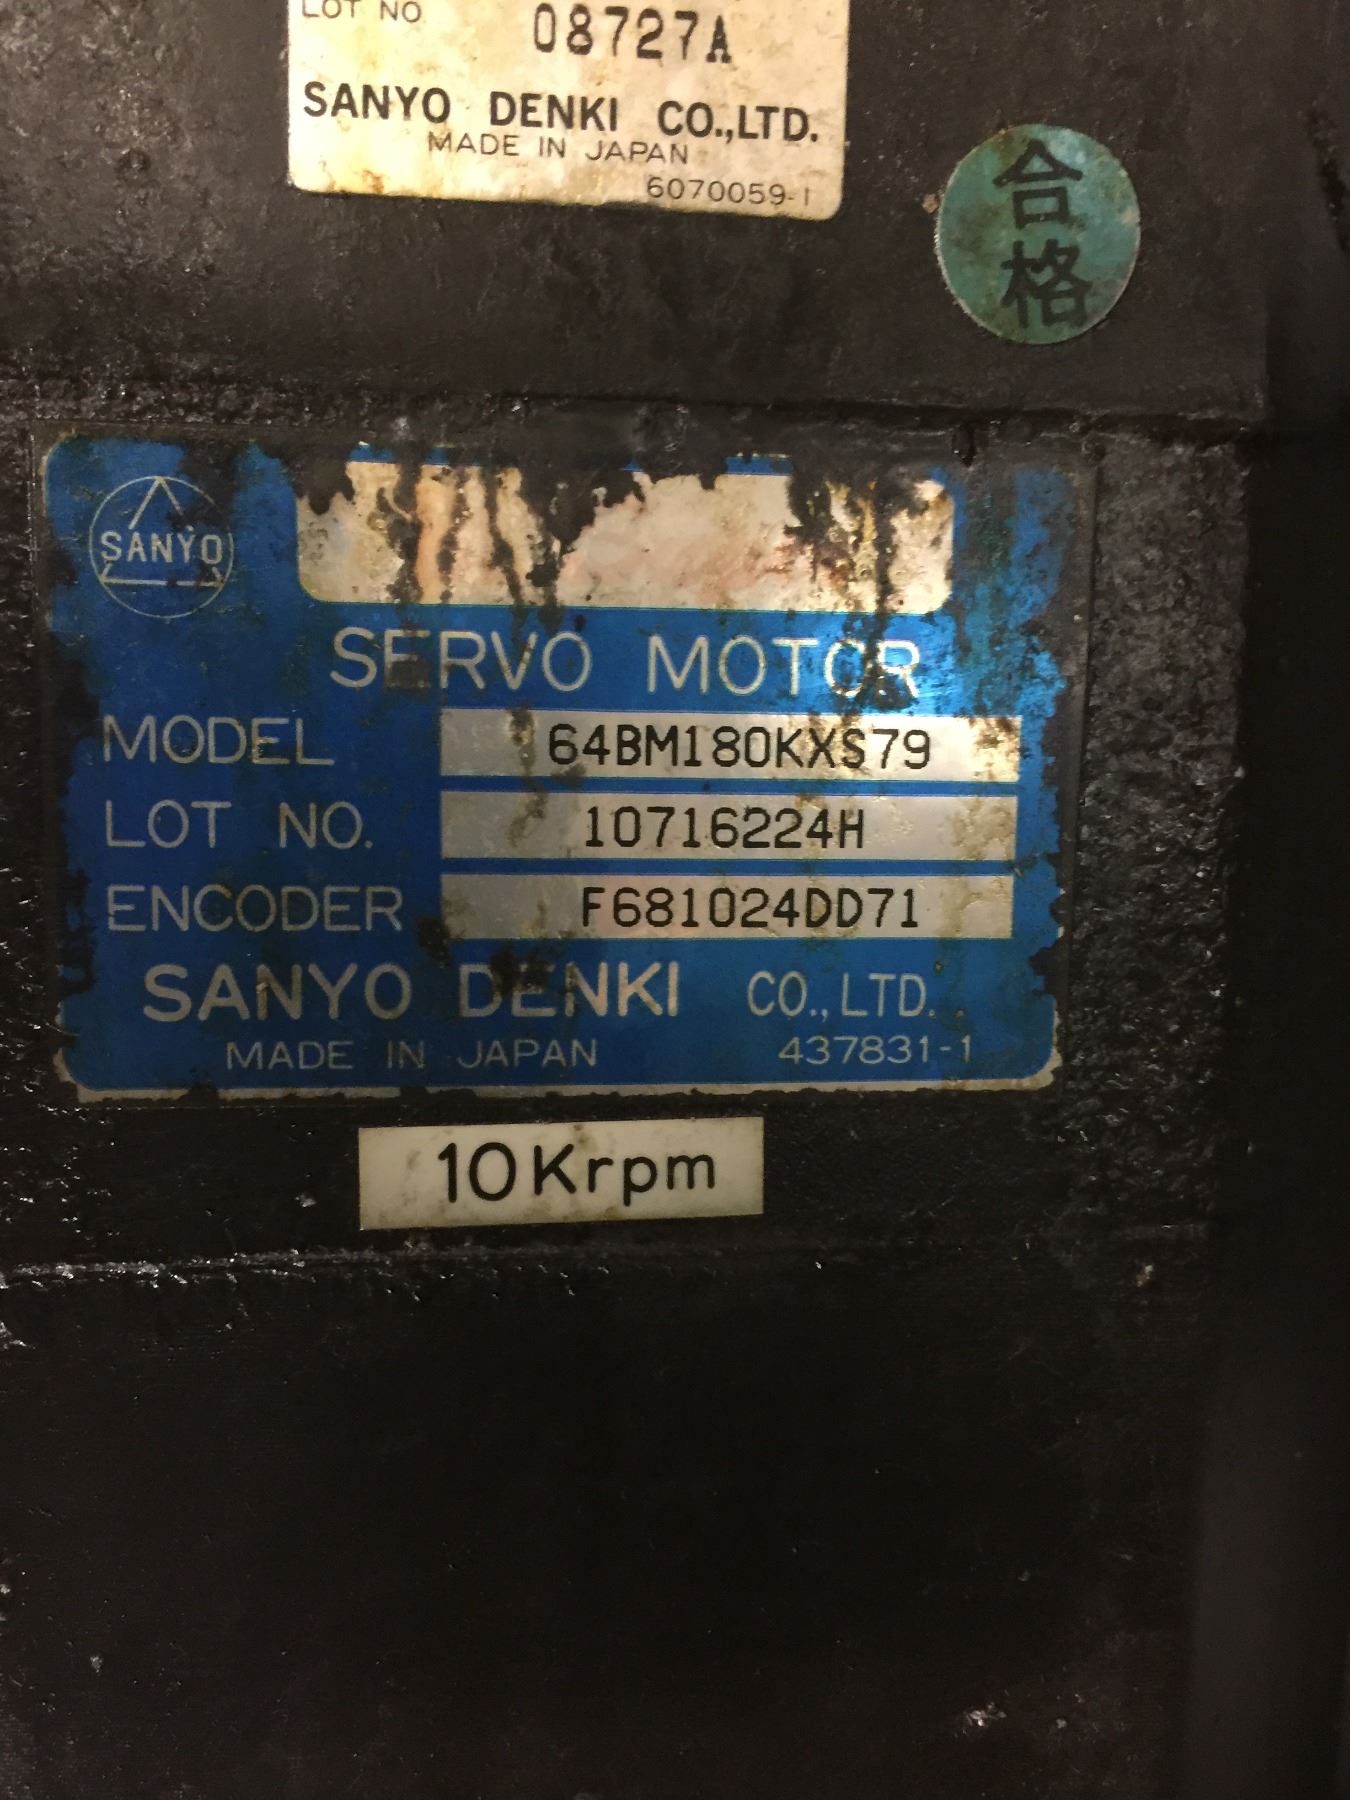 LOT NO 08727A
SANYO DENKI CO.,LTD.
MADE IN JAPAN
6070059-1
合
格
SANYO
SERVO MOTOR
MODEL 64BM180KXS79
LOT NO. 10716224H
ENCODER F681024DD71
SANYO DENKI CO.,LTD.
MADE IN JAPAN 437831-1
10Krpm